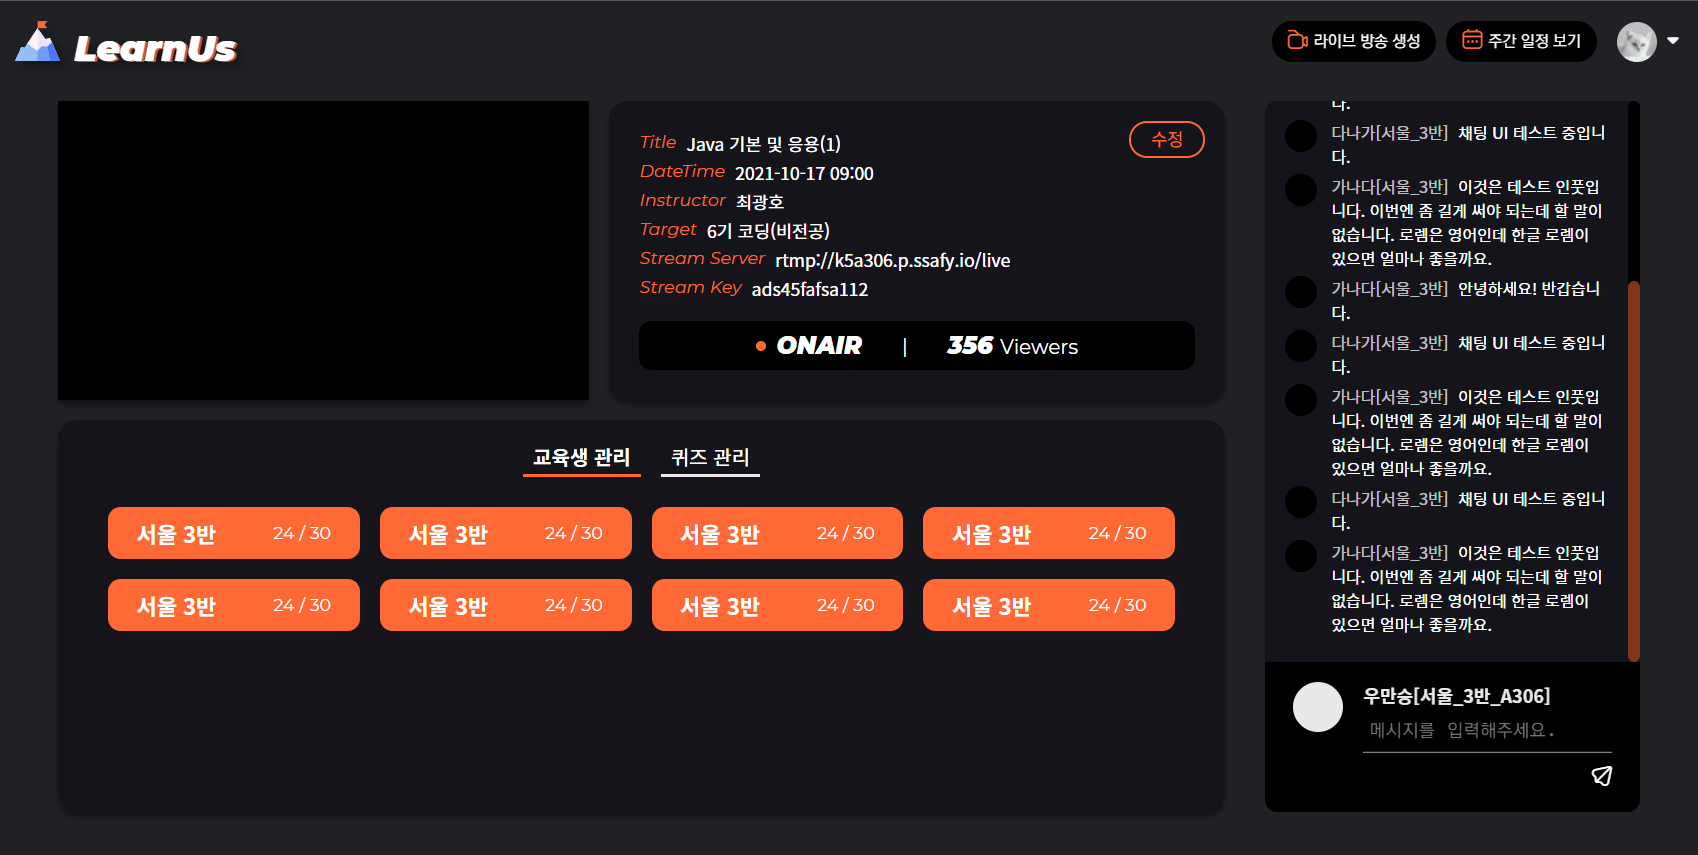 LearnUs
라이브 방송 생성
주간 일정 보기
Title Java 기본 및 응용(1)
수정
DateTime 2021-10-17 09:00
Instructor 최광호
Target 6기 코딩(비전공)
Stream Server rtmp://k5a306.p.ssafy.io/live
Stream Key ads45fafsa112
ONAIR | 356 Viewers
교육생 관리 퀴즈 관리
서울 3반 24 / 30 서울 3반 24 / 30 서울 3반 24 / 30 서울 3반 24 / 30
서울 3반 24 / 30 서울 3반 24 / 30 서울 3반 24 / 30 서울 3반 24 / 30
다.
다나가[서울_3반] 채팅 UI 테스트 중입니
다.
가나다[서울_3반] 이것은 테스트 인풋입
니다. 이번엔 좀 길게 써야 되는데 할 말이
없습니다. 로렘은 영어인데 한글 로렘이
있으면 얼마나 좋을까요.
가나다[서울_3반] 안녕하세요! 반갑습니
다.
다나가[서울_3반] 채팅 UI 테스트 중입니
다.
가나다[서울_3반] 이것은 테스트 인풋입
니다. 이번엔 좀 길게 써야 되는데 할 말이
없습니다. 로렘은 영어인데 한글 로렘이
있으면 얼마나 좋을까요.
다나가[서울_3반] 채팅 UI 테스트 중입니
다.
가나다[서울_3반] 이것은 테스트 인풋입
니다. 이번엔 좀 길게 써야 되는데 할 말이
없습니다. 로렘은 영어인데 한글 로렘이
있으면 얼마나 좋을까요.
우만승[서울_3반_A306]
메시지를 입력해주세요.